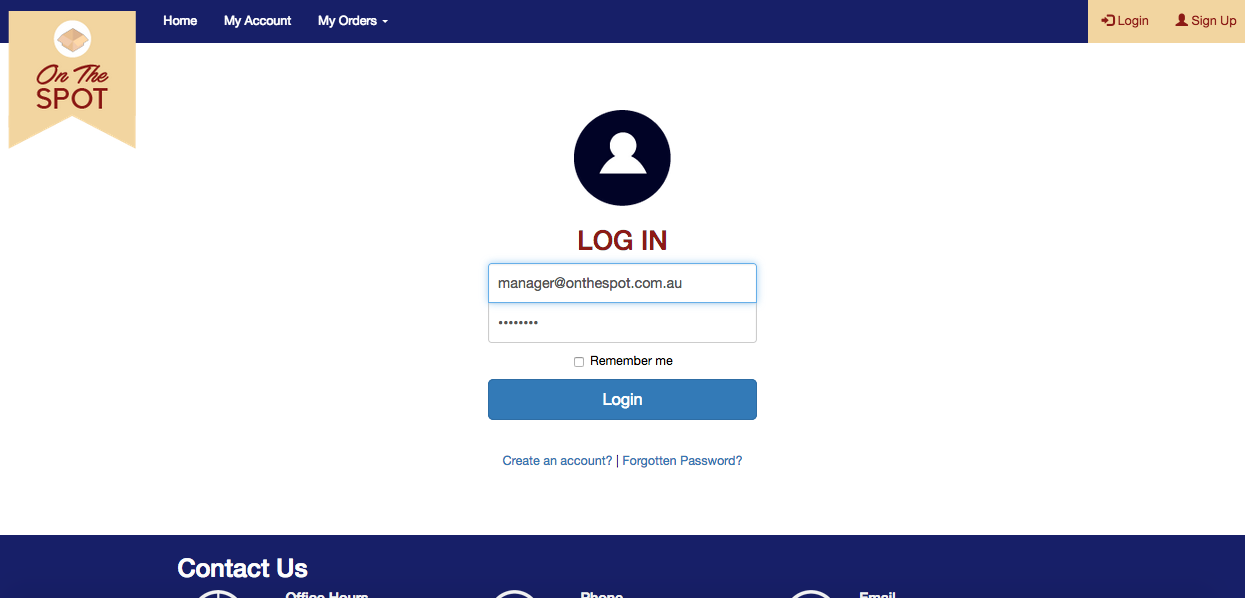 Home My Account My Orders
Login Sign Up
On The
SPOT
LOG IN
manager@onthespot.com.au
••••••••
Remember me
Login
Create an account? | Forgotten Password?
Contact Us
Office Hours Phone Email